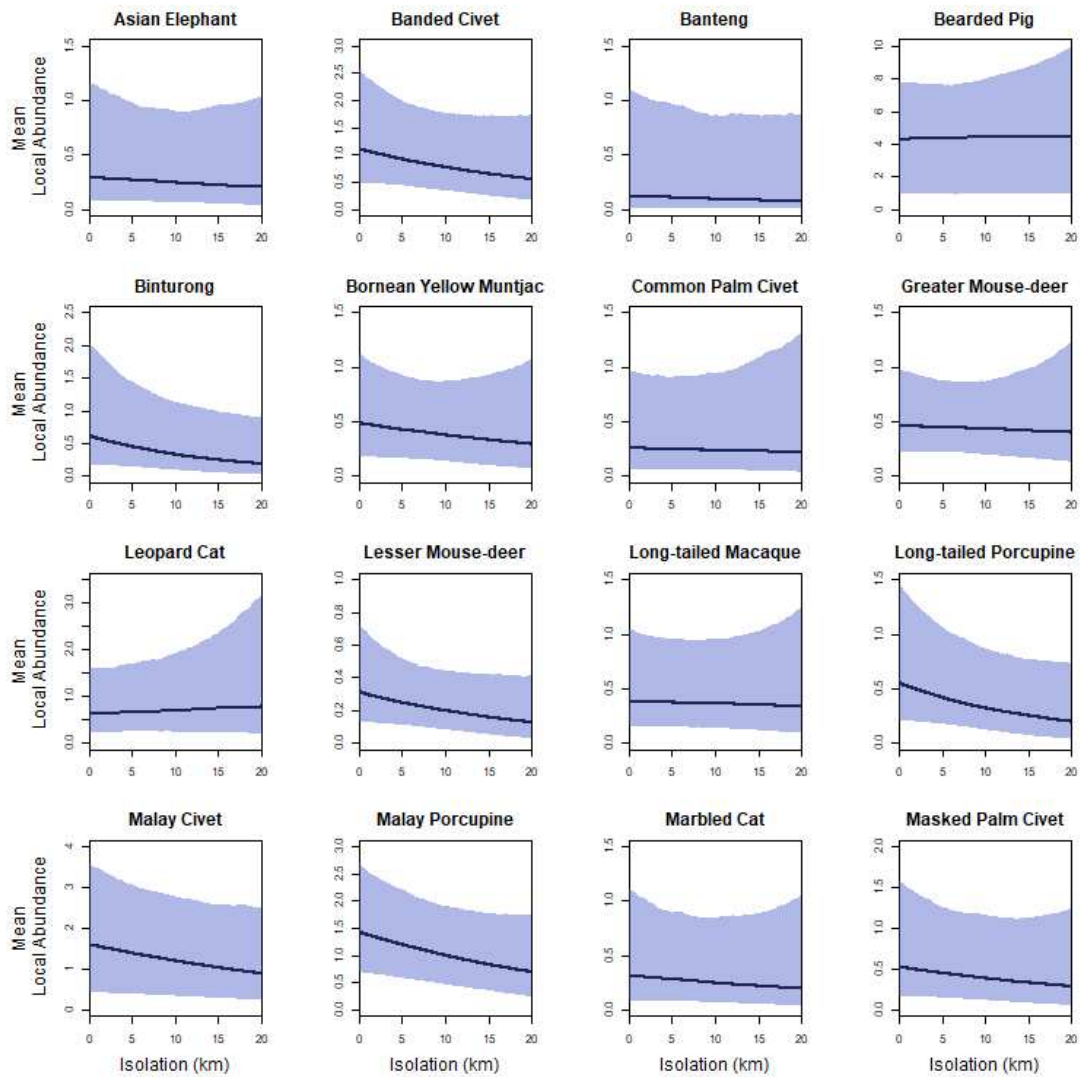 Asian Elephant Banded Civet Banteng Bearded Pig
Mean
Local Abundance
0.0 0.5 1.0 1.5
0.0 0.5 1.0 1.5 2.0 2.5 3.0
0.0 0.5 1.0 1.5
0 2 4 6 8 10
0 5 10 15 20 0 5 10 15 20 0 5 10 15 20 0 5 10 15 20
Binturong Bornean Yellow Muntjac Common Palm Civet Greater Mouse-deer
Mean
Local Abundance
0.0 0.5 1.0 1.5 2.0 2.5
0.0 0.5 1.0 1.5
0.0 0.5 1.0 1.5
0.0 0.5 1.0 1.5
0 5 10 15 20 0 5 10 15 20 0 5 10 15 20 0 5 10 15 20
Leopard Cat Lesser Mouse-deer Long-tailed Macaque Long-tailed Porcupine
Mean
Local Abundance
0.0 1.0 2.0 3.0
0.0 0.2 0.4 0.6 0.8 1.0
0.0 0.5 1.0 1.5
0.0 0.5 1.0 1.5
0 5 10 15 20 0 5 10 15 20 0 5 10 15 20 0 5 10 15 20
Malay Civet Malay Porcupine Marbled Cat Masked Palm Civet
Mean
Local Abundance
0 1 2 3 4
0.0 0.5 1.0 1.5 2.0 2.5 3.0
0.0 0.5 1.0 1.5
0.0 0.5 1.0 1.5 2.0
0 5 10 15 20 0 5 10 15 20 0 5 10 15 20 0 5 10 15 20
Isolation (km) Isolation (km) Isolation (km) Isolation (km)